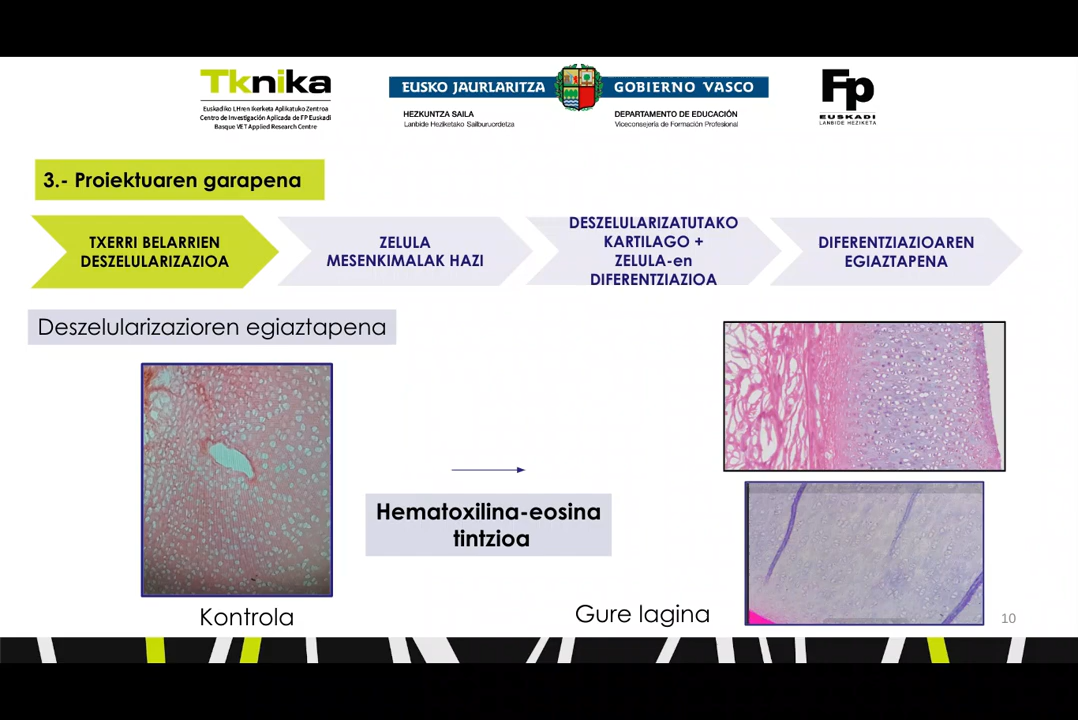 Tknika
Euskadiko LHren Ikerketa Aplikatuko Zentroa
Centro de Investigación Aplicada de FP Euskadi
Basque VET Applied Research Centre
EUSKO JAURLARITZA
GOBIERNO VASCO
HEZKUNTZA SAILA
Lanbide Heziketako Sailburuordetza
DEPARTAMENTO DE EDUCACIÓN
Viceconsejería de Formación Profesional
Fp
EUSKADI
LANBIDE HEZIKETA
3.- Proiektuaren garapena
TXERRI BELARRIEN
DESZELULARIZAZIOA
ZELULA
MESENKIMALAK HAZI
DESZELULARIZATUTAKO
KARTILAGO +
ZELULA-en
DIFERENTZIAZIOA
DIFERENTZIAZIOAREN
EGIAZTAPENA
Deszelularizazioren egiaztapena
Hematoxilina-eosina
tintzioa
Kontrola
Gure lagina
10